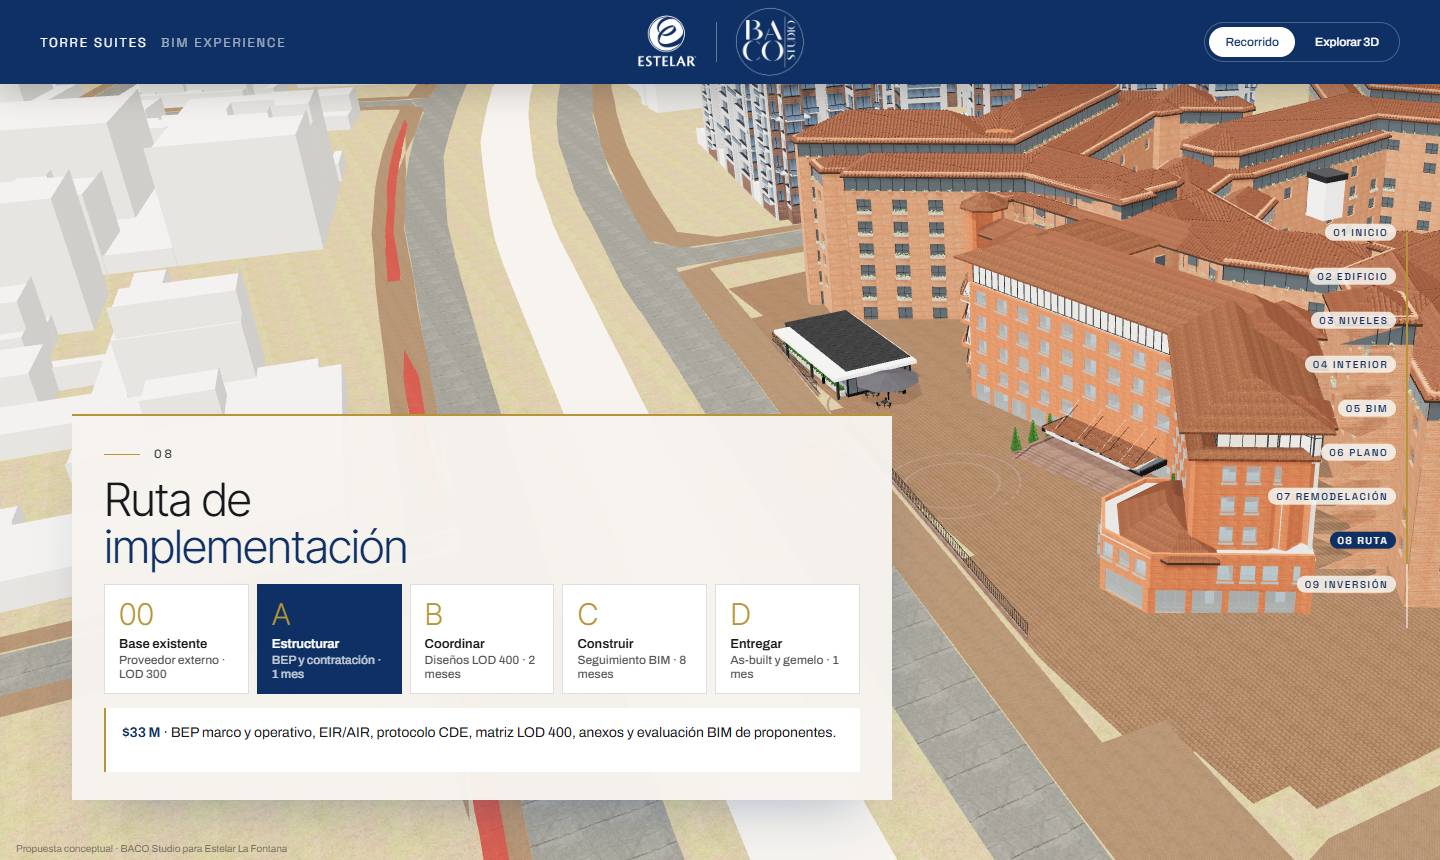 TORRE SUITES BIM EXPERIENCE
ESTELAR
BACO STUDIO
Recorrido
Explorar 3D
01 INICIO
02 EDIFICIO
03 NIVELES
04 INTERIOR
05 BIM
06 PLANO
07 REMODELACIÓN
08 RUTA
09 INVERSIÓN
08
Ruta de
implementación
00
Base existente
Proveedor externo ·
LOD 300
A
Estructurar
BEP y contratación ·
1 mes
B
Coordinar
Diseños LOD 400 · 2
meses
C
Construir
Seguimiento BIM · 8
meses
D
Entregar
As-built y gemelo · 1
mes
$33 M · BEP marco y operativo, EIR/AIR, protocolo CDE, matriz LOD 400, anexos y evaluación BIM de proponentes.
Propuesta conceptual · BACO Studio para Estelar La Fontana